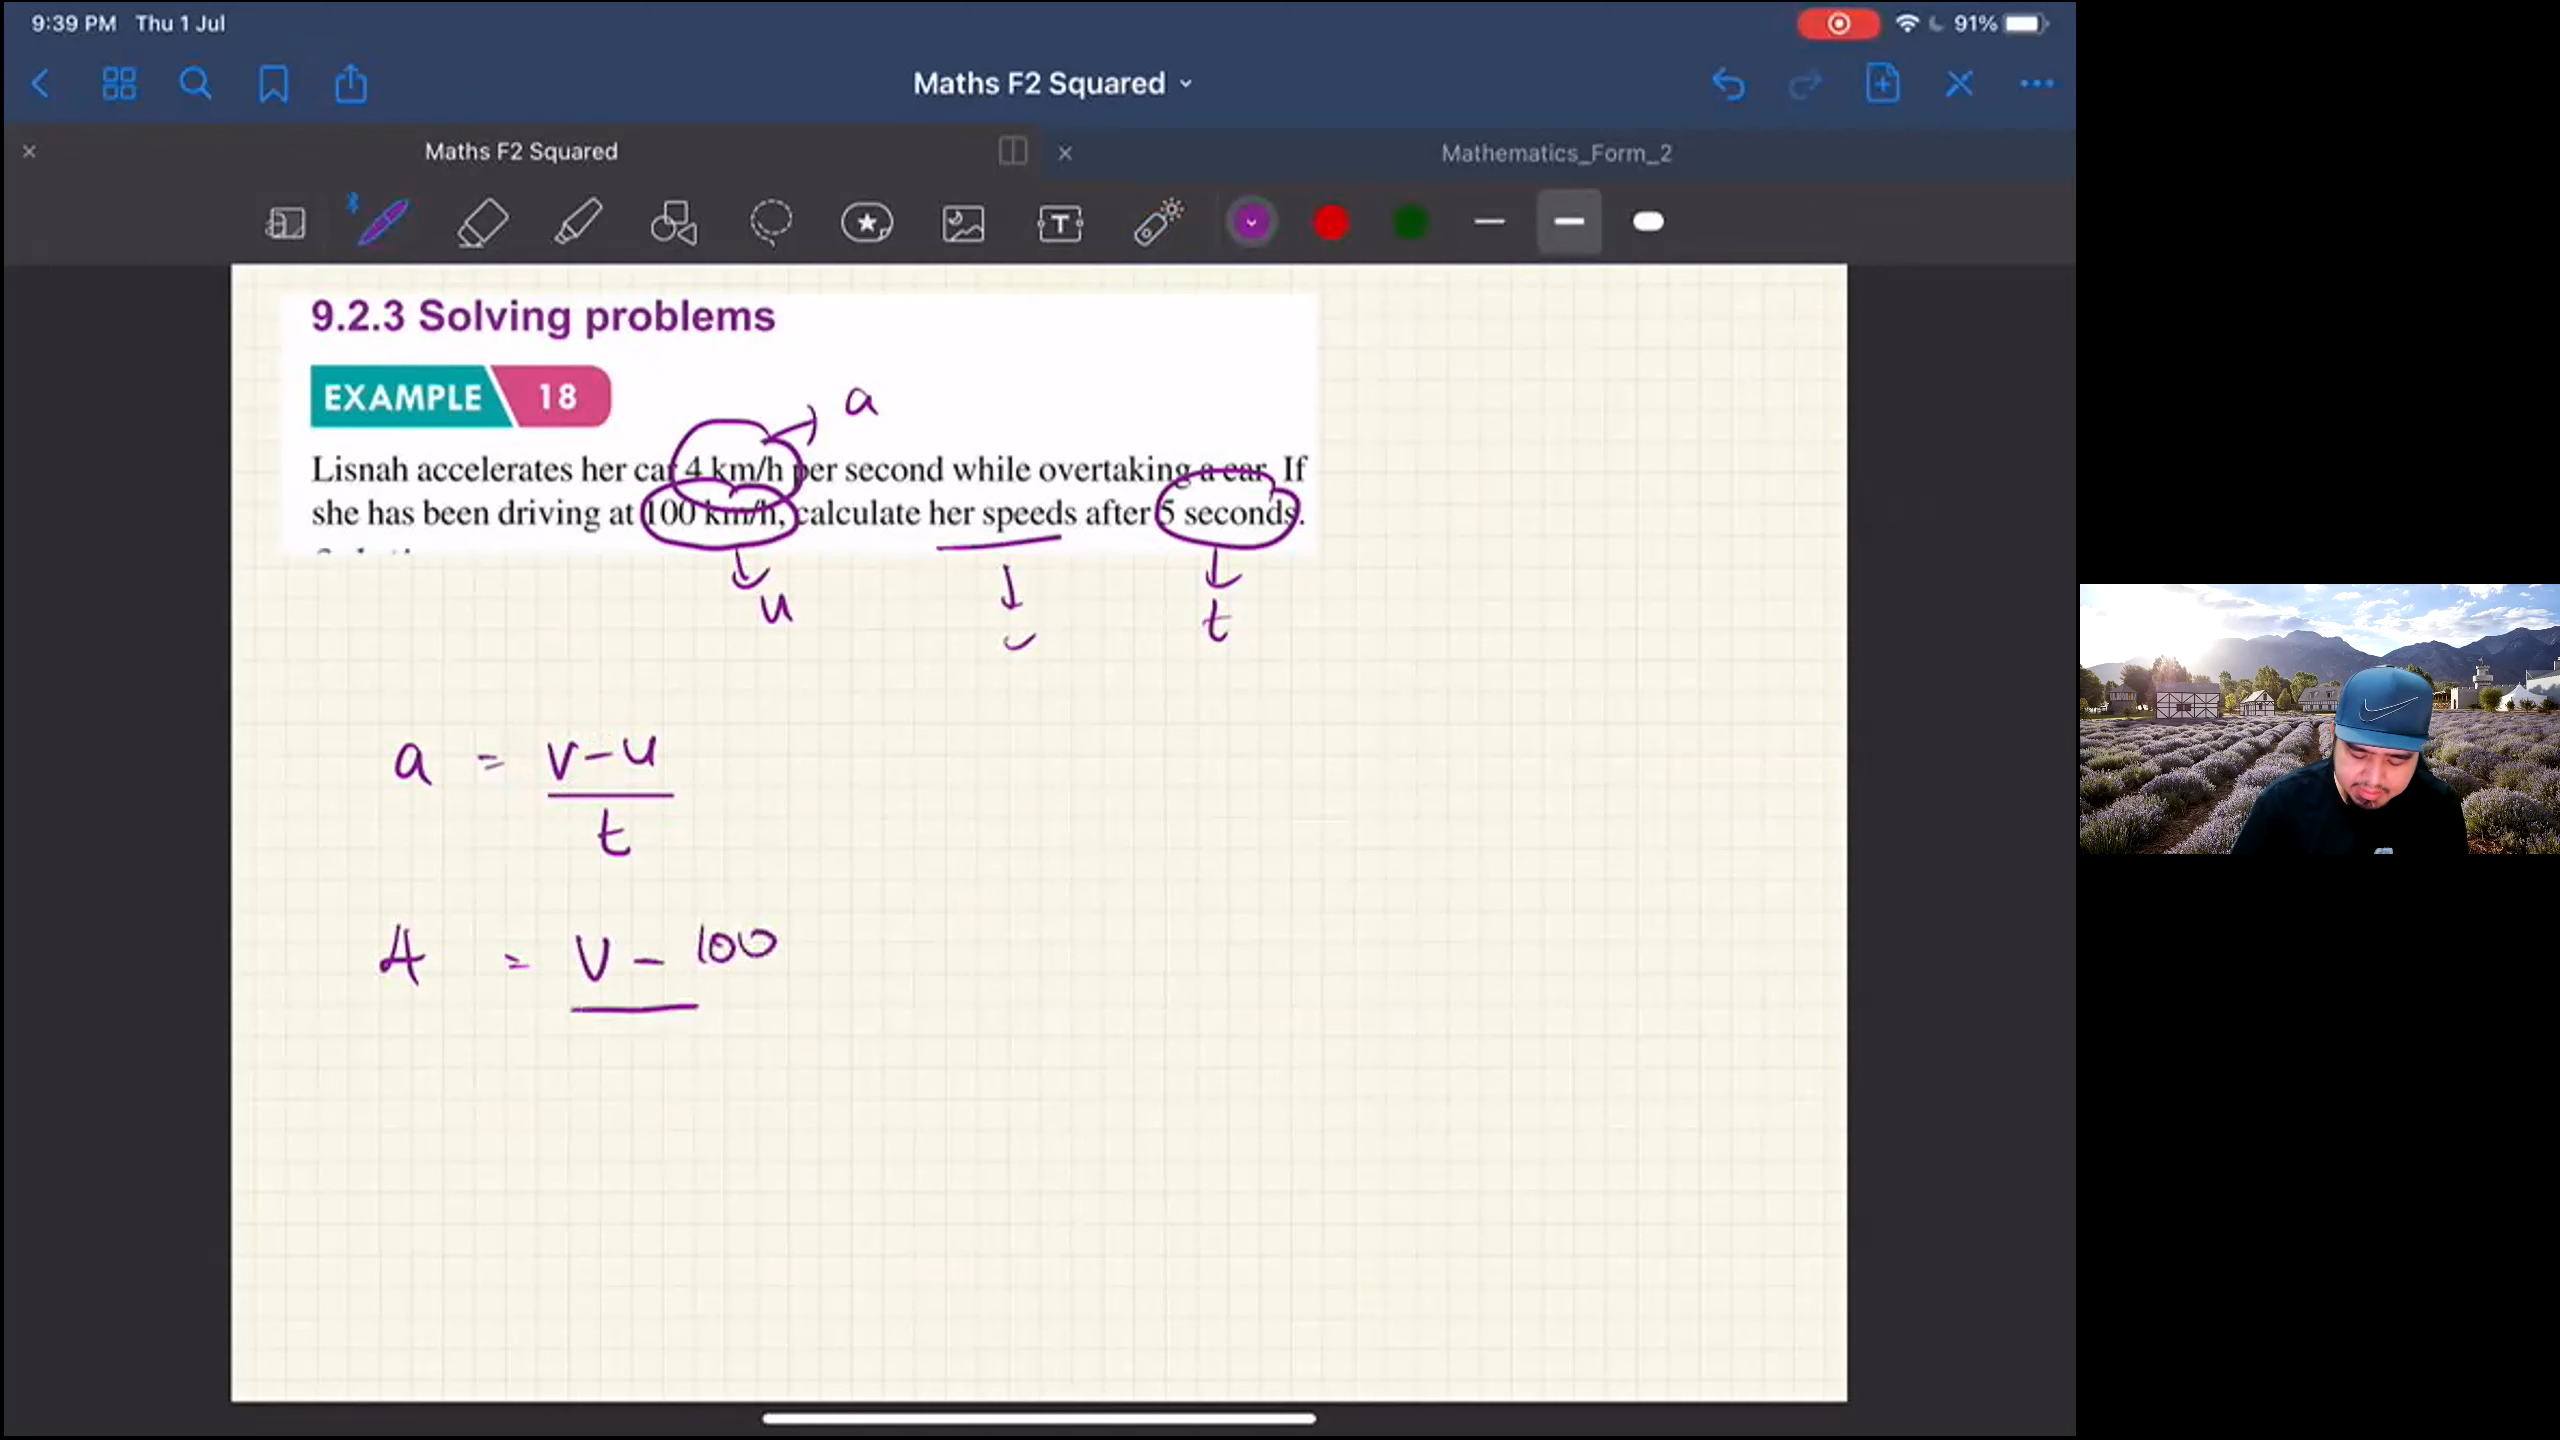 9:39 PM Thu 1 Jul 91%
Maths F2 Squared
Maths F2 Squared
Mathematics_Form_2
T
9.2.3 Solving problems
EXAMPLE 18
a
Lisnah accelerates her car 4 km/h per second while overtaking a car. If
she has been driving at 100 km/h, calculate her speeds after 5 seconds.
u
t
a = v - u
t
4 = v - 100